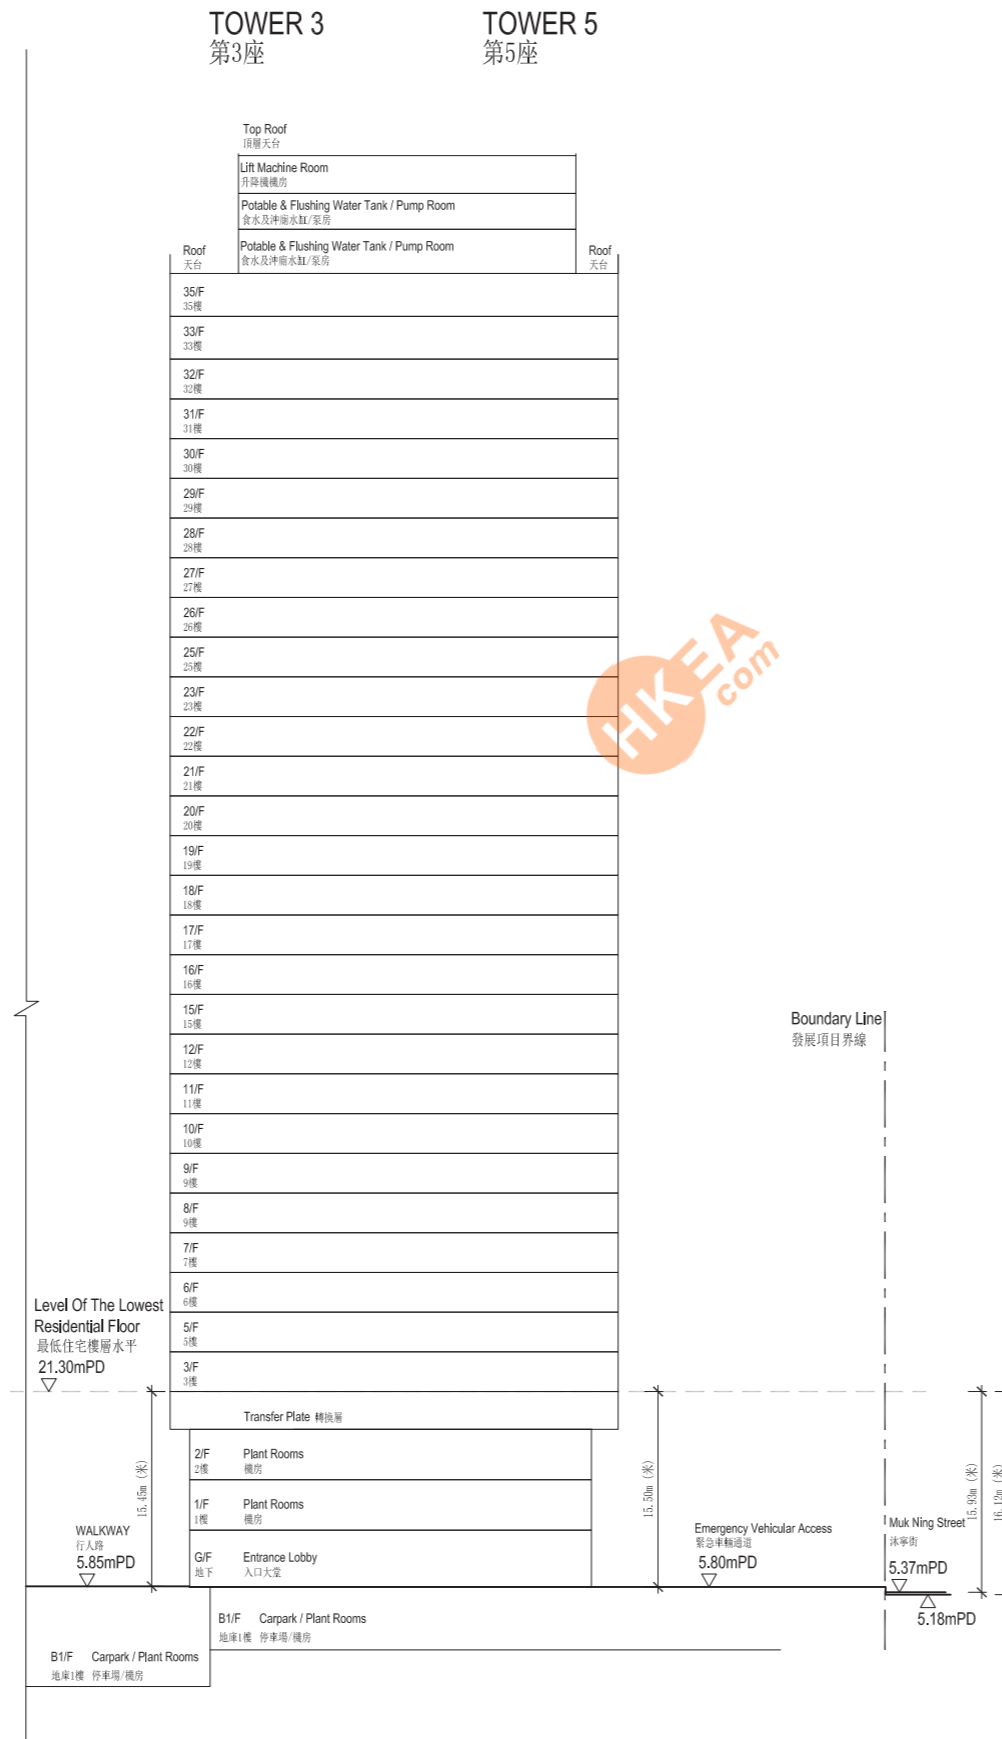 TOWER 3
第3座
TOWER 5
第5座
Top Roof
頂層天台
Lift Machine Room
升降機機房
Potable & Flushing Water Tank / Pump Room
食水及沖廁水缸/泵房
Roof
天台
Potable & Flushing Water Tank / Pump Room
食水及沖廁水缸/泵房
Roof
天台
35/F
35樓
33/F
33樓
32/F
32樓
31/F
31樓
30/F
30樓
29/F
29樓
28/F
28樓
27/F
27樓
26/F
26樓
25/F
25樓
23/F
23樓
22/F
22樓
21/F
21樓
20/F
20樓
19/F
19樓
18/F
18樓
17/F
17樓
16/F
16樓
15/F
15樓
12/F
12樓
11/F
11樓
10/F
10樓
9/F
9樓
8/F
9樓
7/F
7樓
6/F
6樓
5/F
5樓
3/F
3樓
HKEA
com
Boundary Line
發展項目界線
Level Of The Lowest
Residential Floor
最低住宅樓層水平
21.30mPD
Transfer Plate 轉換層
2/F Plant Rooms
2樓 機房
1/F Plant Rooms
1樓 機房
G/F Entrance Lobby
地下 入口大堂
15.45m (米)
15.50m (米)
15.93m (米)
16.12m (米)
WALKWAY
行人路
5.85mPD
Emergency Vehicular Access
緊急車輛通道
5.80mPD
Muk Ning Street
沐寧街
5.37mPD
5.18mPD
B1/F Carpark / Plant Rooms
地庫1樓 停車場/機房
B1/F Carpark / Plant Rooms
地庫1樓 停車場/機房